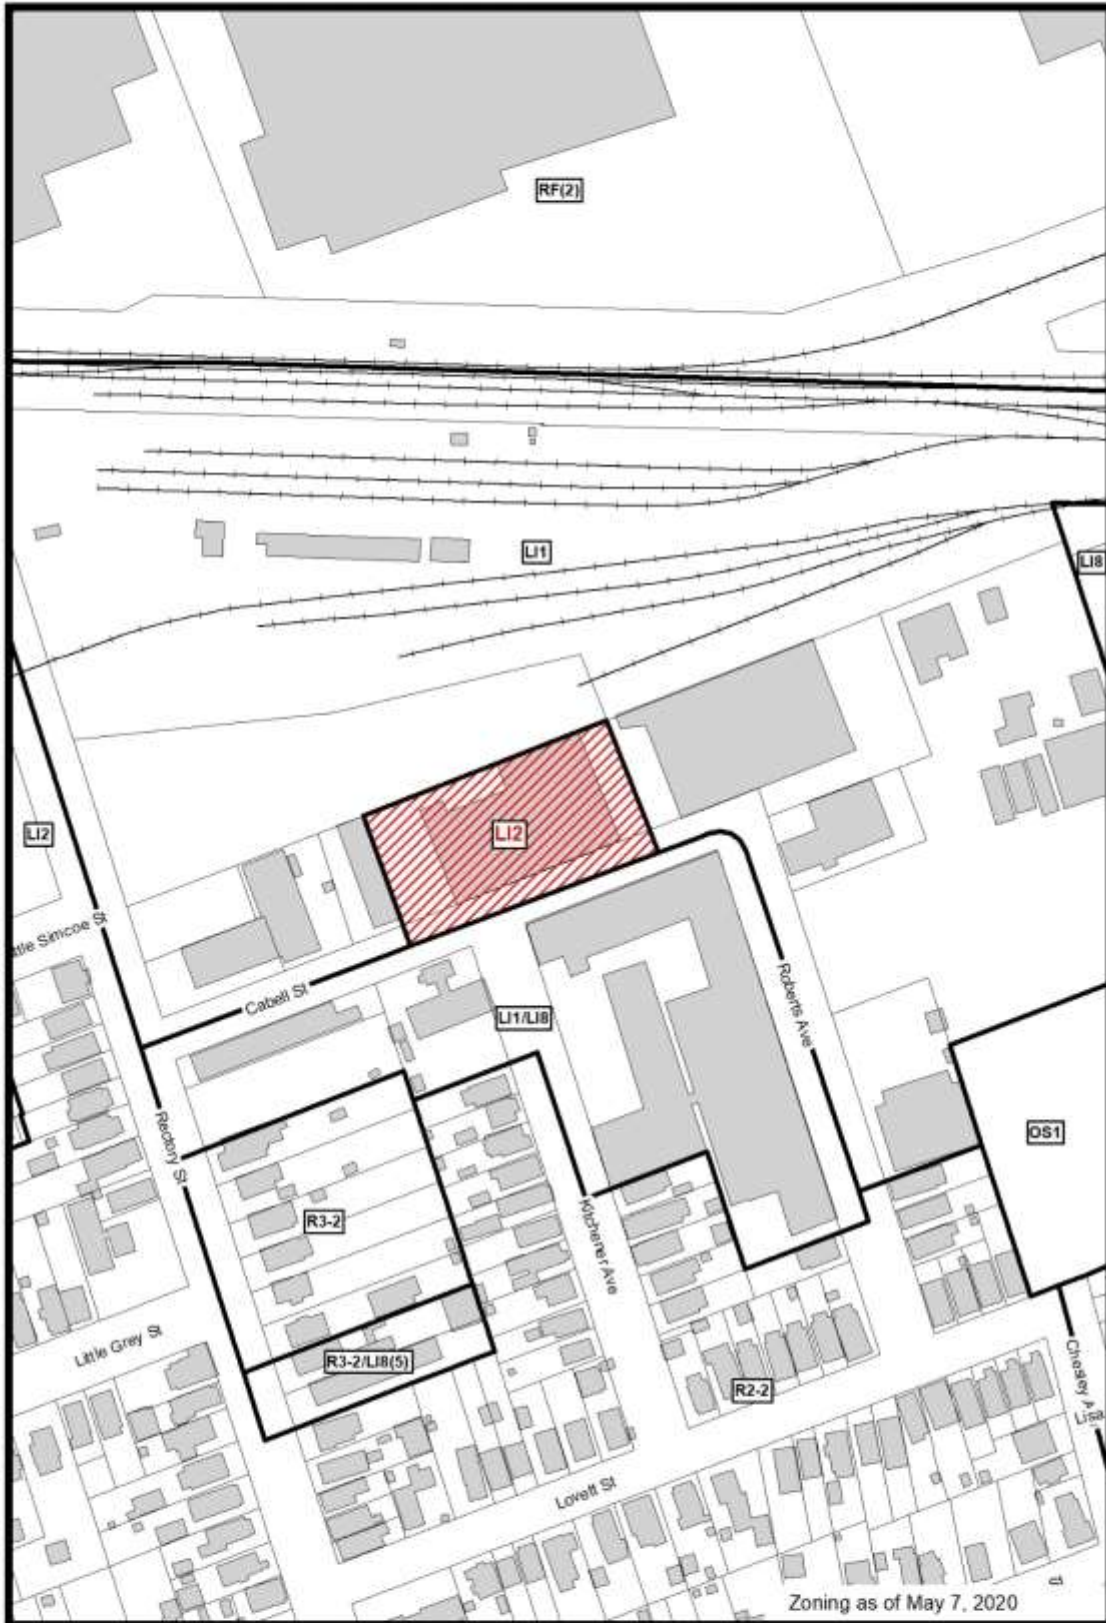 RF(2)
LI1
LI8
LI2
LI2
ttle Simcoe St
Cabell St
LI1/LI8
Roberts Ave
OS1
Rectory St
R3-2
Kitchener Ave
Little Grey St
R3-2/LI8(5)
R2-2
Chesley A
Lisa
Lovett St
Zoning as of May 7, 2020